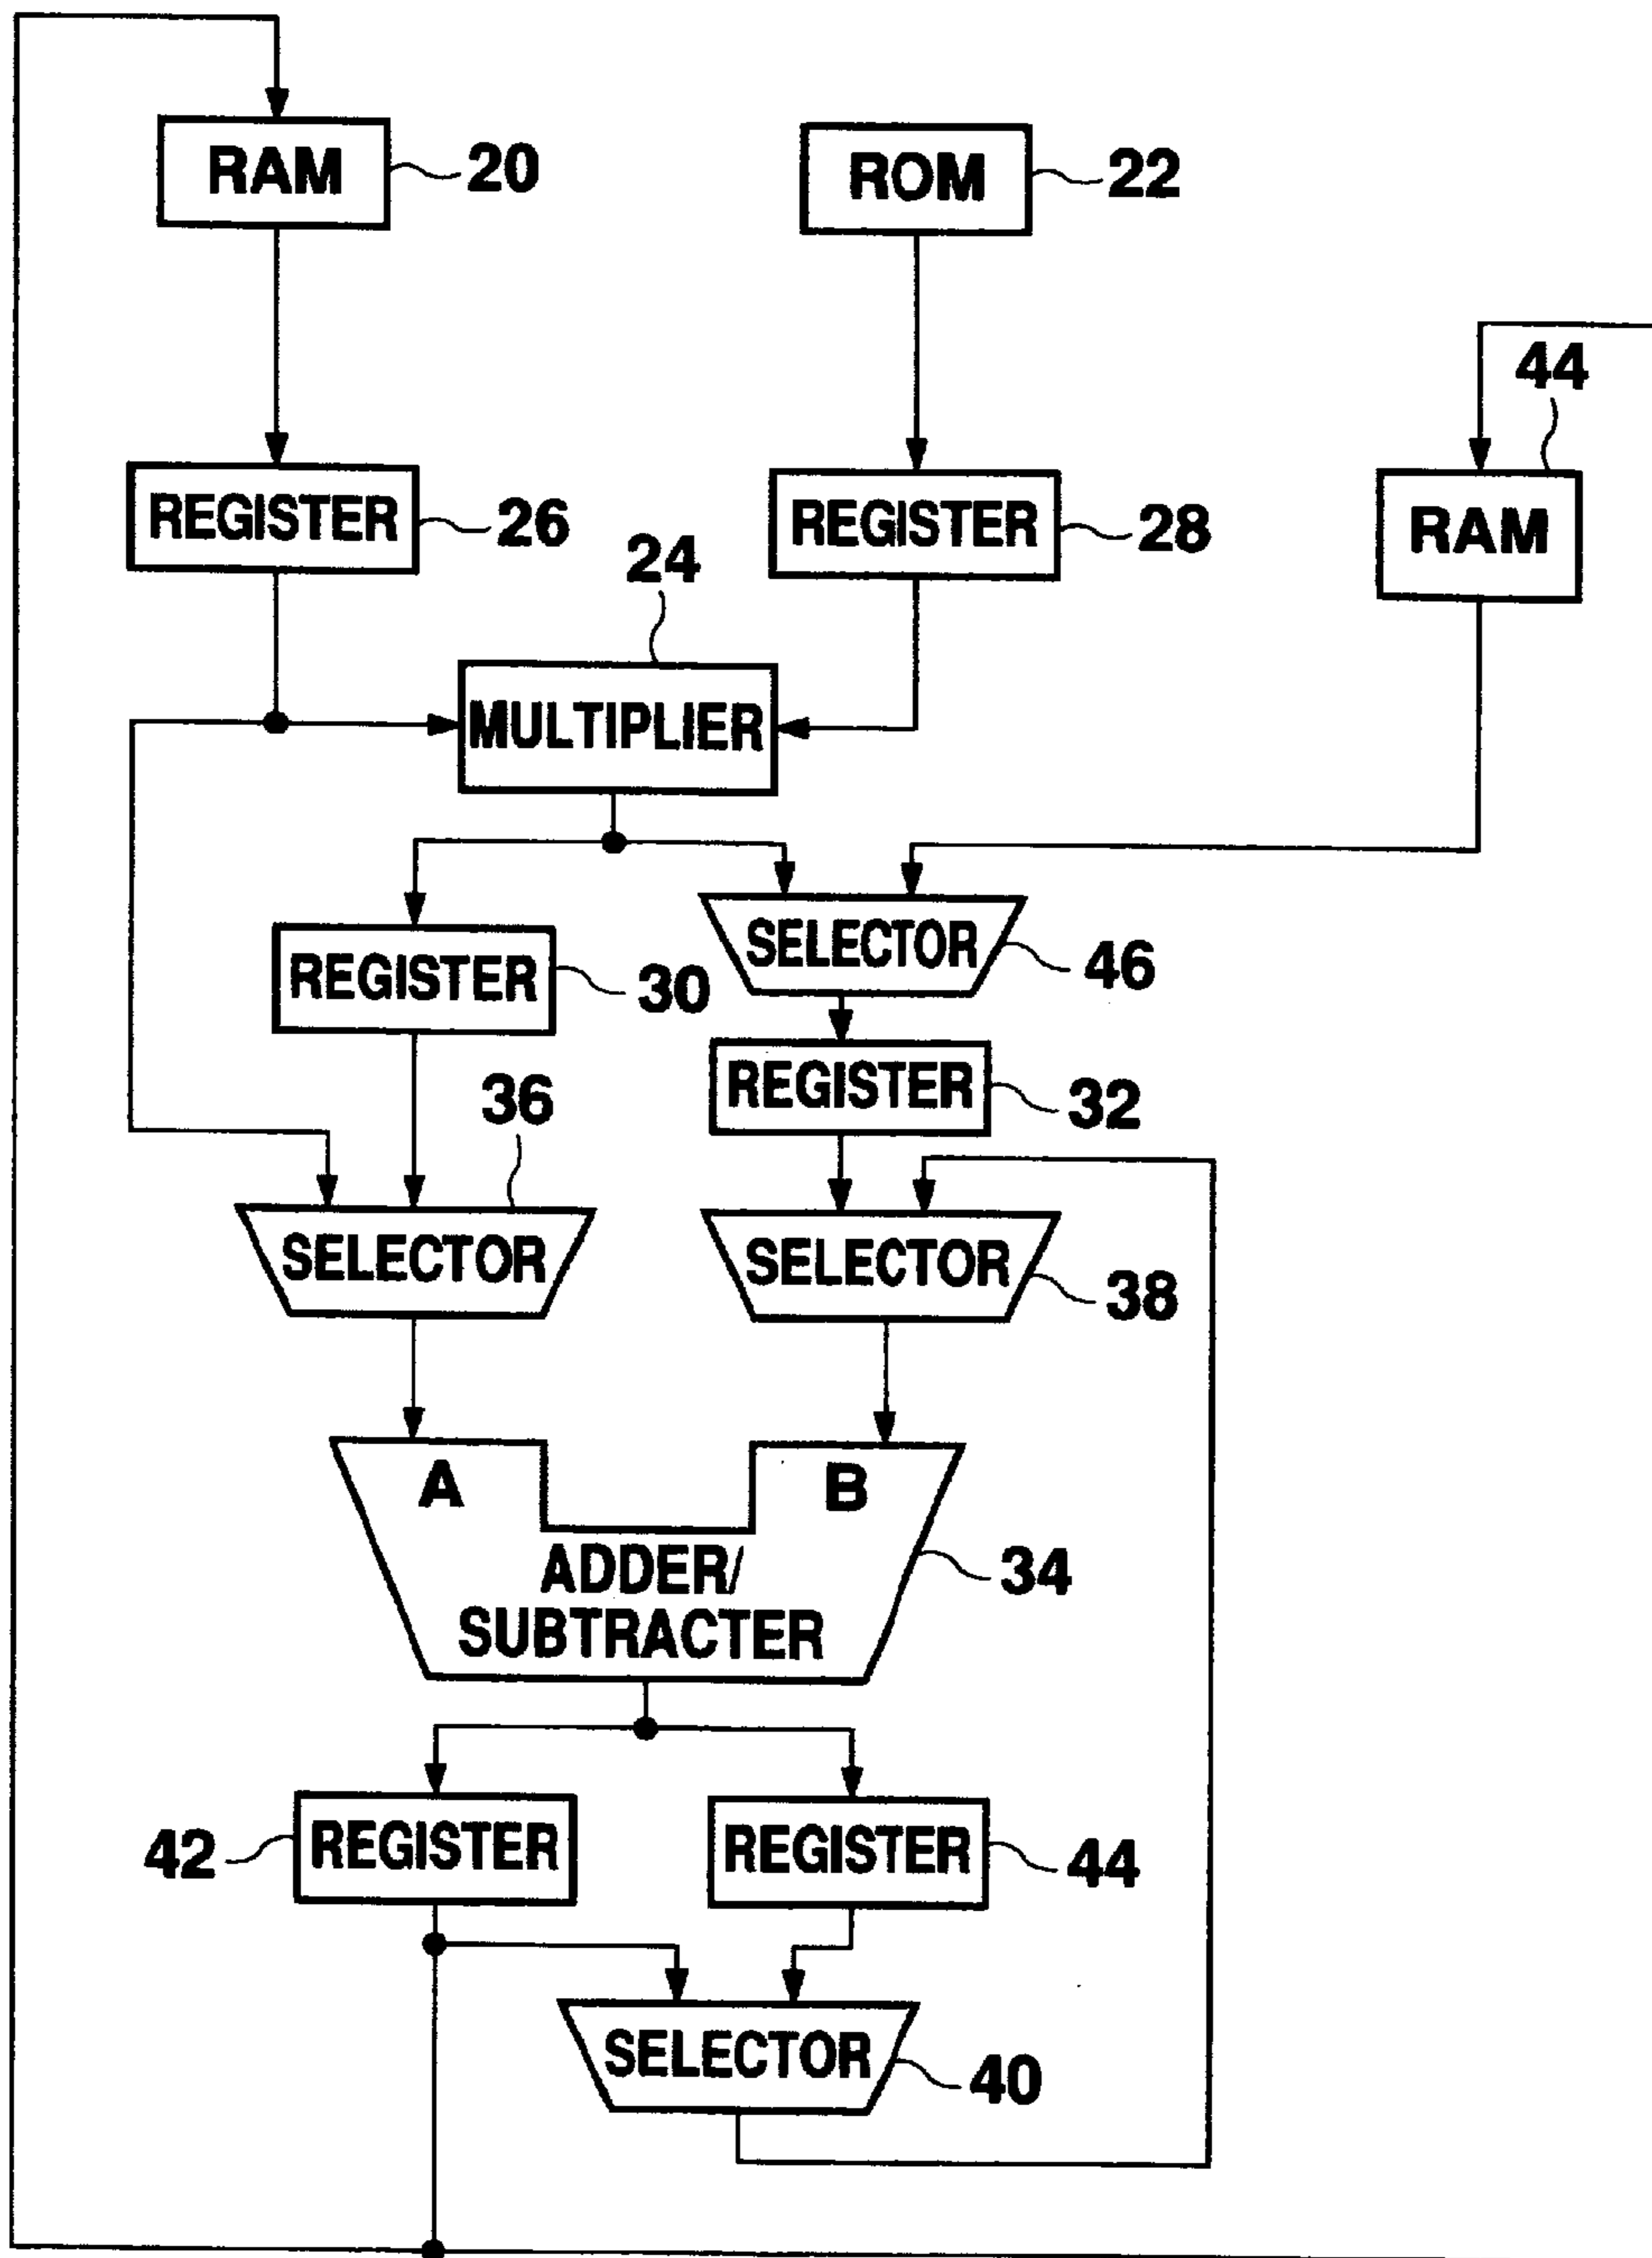 RAM
20
ROM
22
44
REGISTER
26
REGISTER
28
RAM
24
MULTIPLIER
REGISTER
30
SELECTOR
46
REGISTER
32
36
SELECTOR
SELECTOR
38
A
B
ADDER/
SUBTRACTER
34
42
REGISTER
REGISTER
44
SELECTOR
40